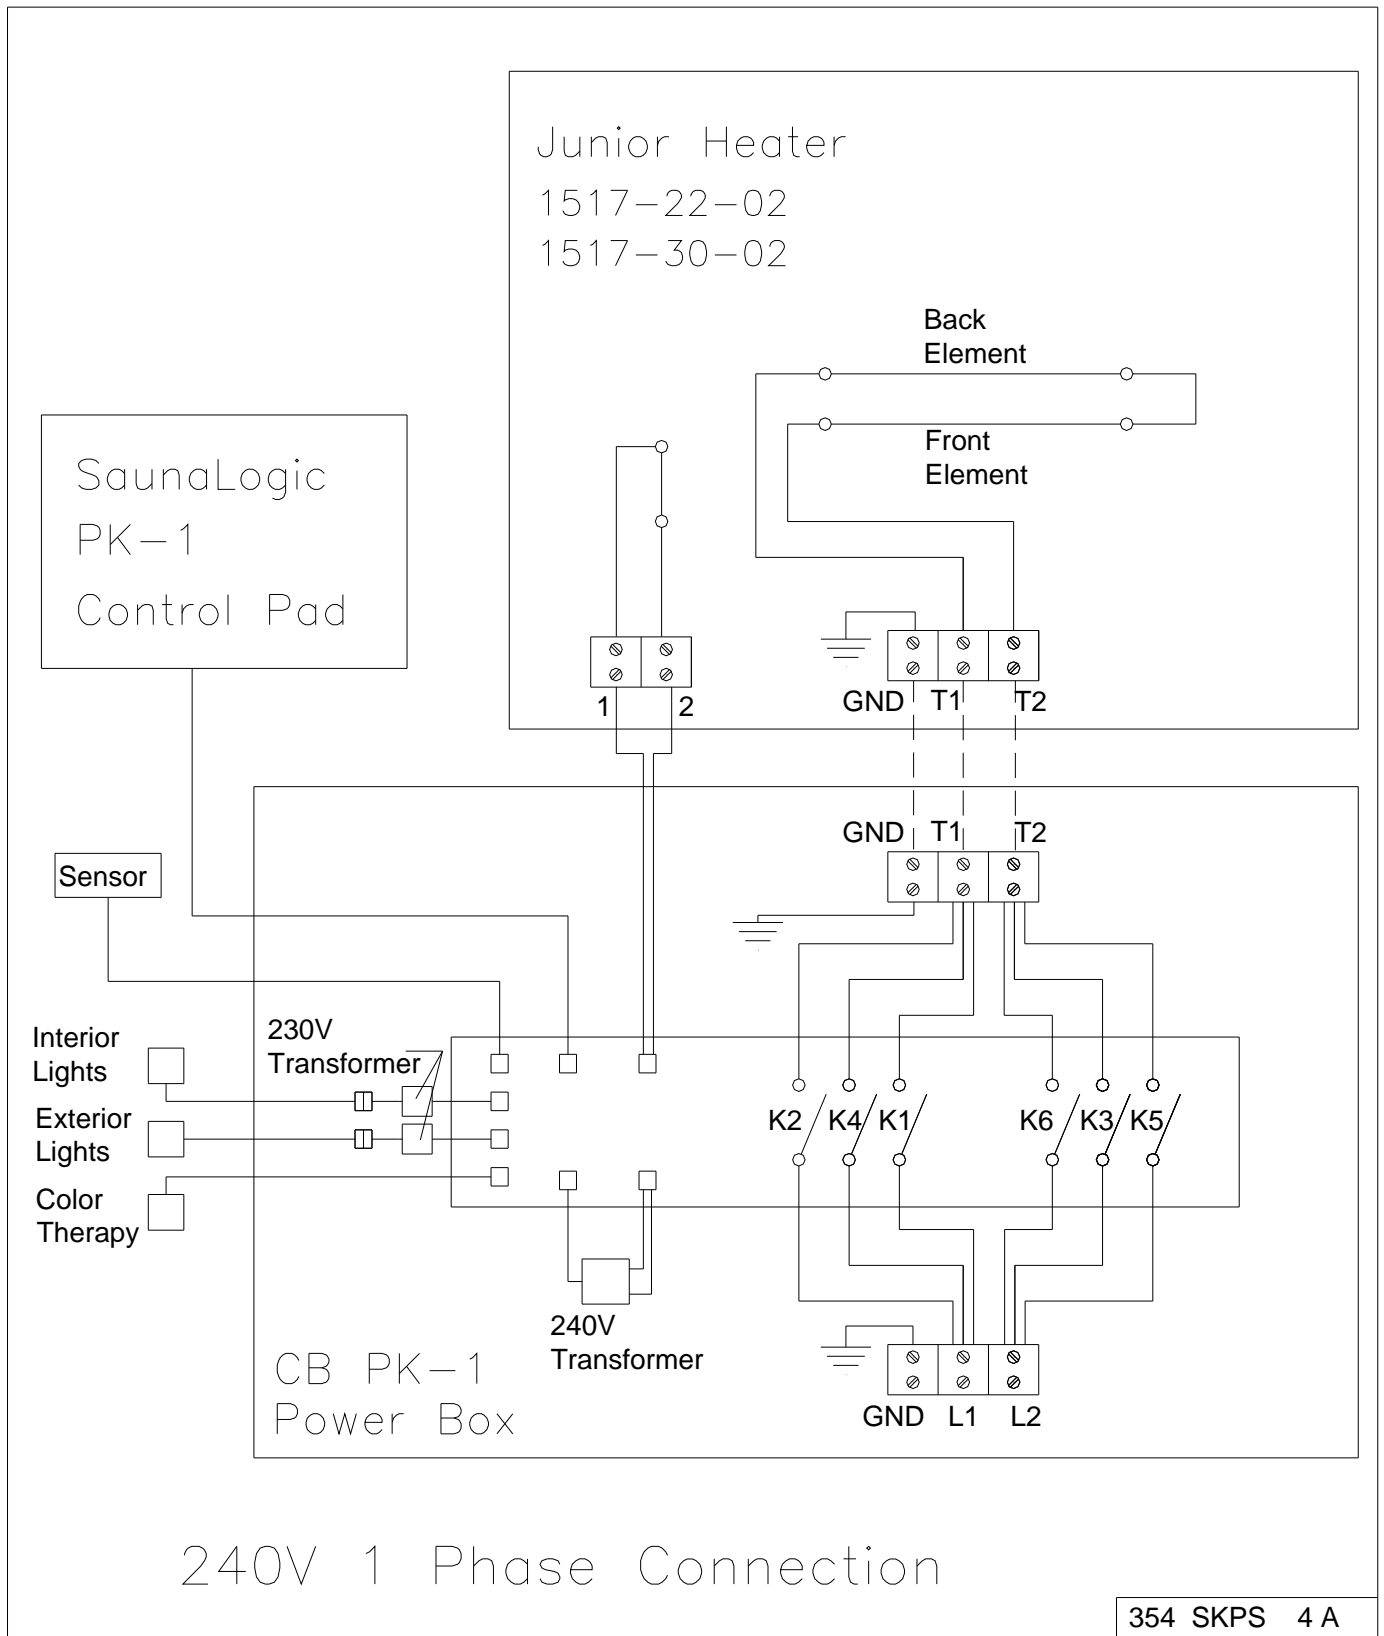 Junior Heater
1517-22-02
1517-30-02
Back
Element
Front
Element
SaunaLogic
PK-1
Control Pad
1 2
GND T1 T2
GND T1 T2
Sensor
Interior
Lights
230V
Transformer
Exterior
Lights
Color
Therapy
K2 K4 K1 K6 K3 K5
240V
Transformer
CB PK-1
Power Box
GND L1 L2
240V 1 Phase Connection
354 SKPS 4 A